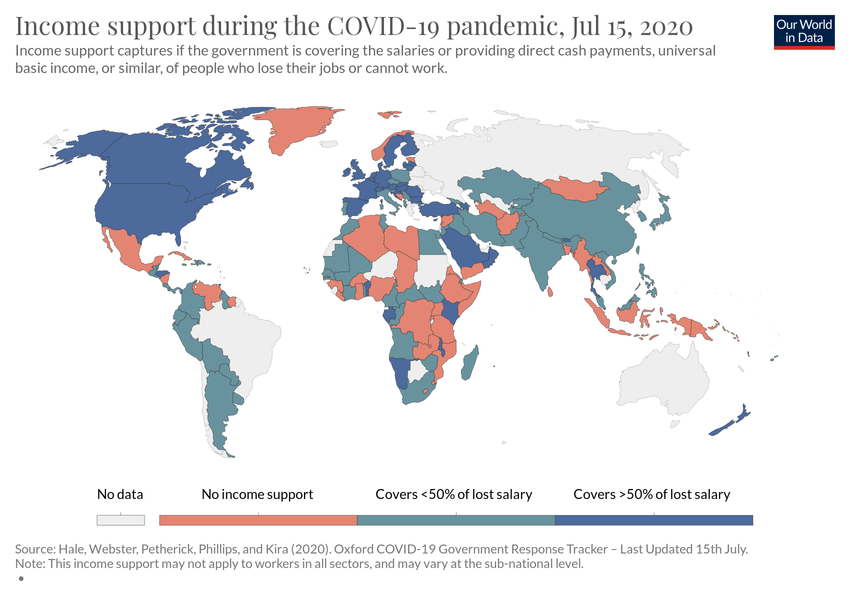 Income support during the COVID-19 pandemic, Jul 15, 2020
Our World
in Data
Income support captures if the government is covering the salaries or providing direct cash payments, universal
basic income, or similar, of people who lose their jobs or cannot work.
No data
No income support
Covers <50% of lost salary
Covers >50% of lost salary
Source: Hale, Webster, Petherick, Phillips, and Kira (2020). Oxford COVID-19 Government Response Tracker – Last Updated 15th July.
Note: This income support may not apply to workers in all sectors, and may vary at the sub-national level.
•